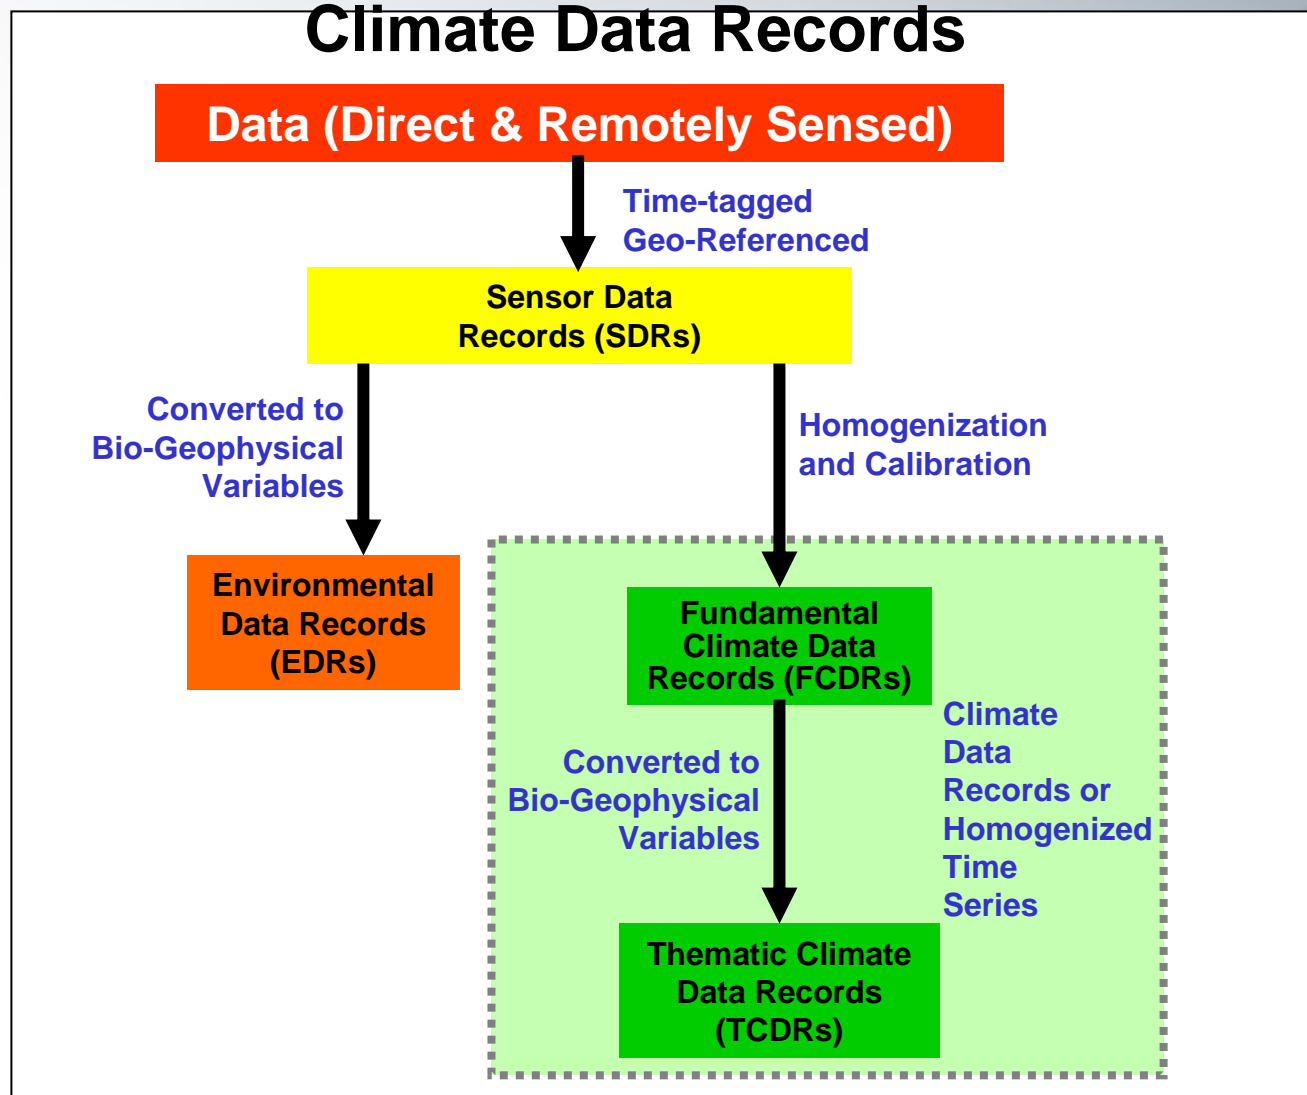 Climate Data Records
Data (Direct & Remotely Sensed)
Time-tagged
Geo-Referenced
Sensor Data
Records (SDRs)
Converted to
Bio-Geophysical
Variables
Homogenization
and Calibration
Environmental
Data Records
(EDRs)
Fundamental
Climate Data
Records (FCDRs)
Converted to
Bio-Geophysical
Variables
Climate
Data
Records or
Homogenized
Time
Series
Thematic Climate
Data Records
(TCDRs)